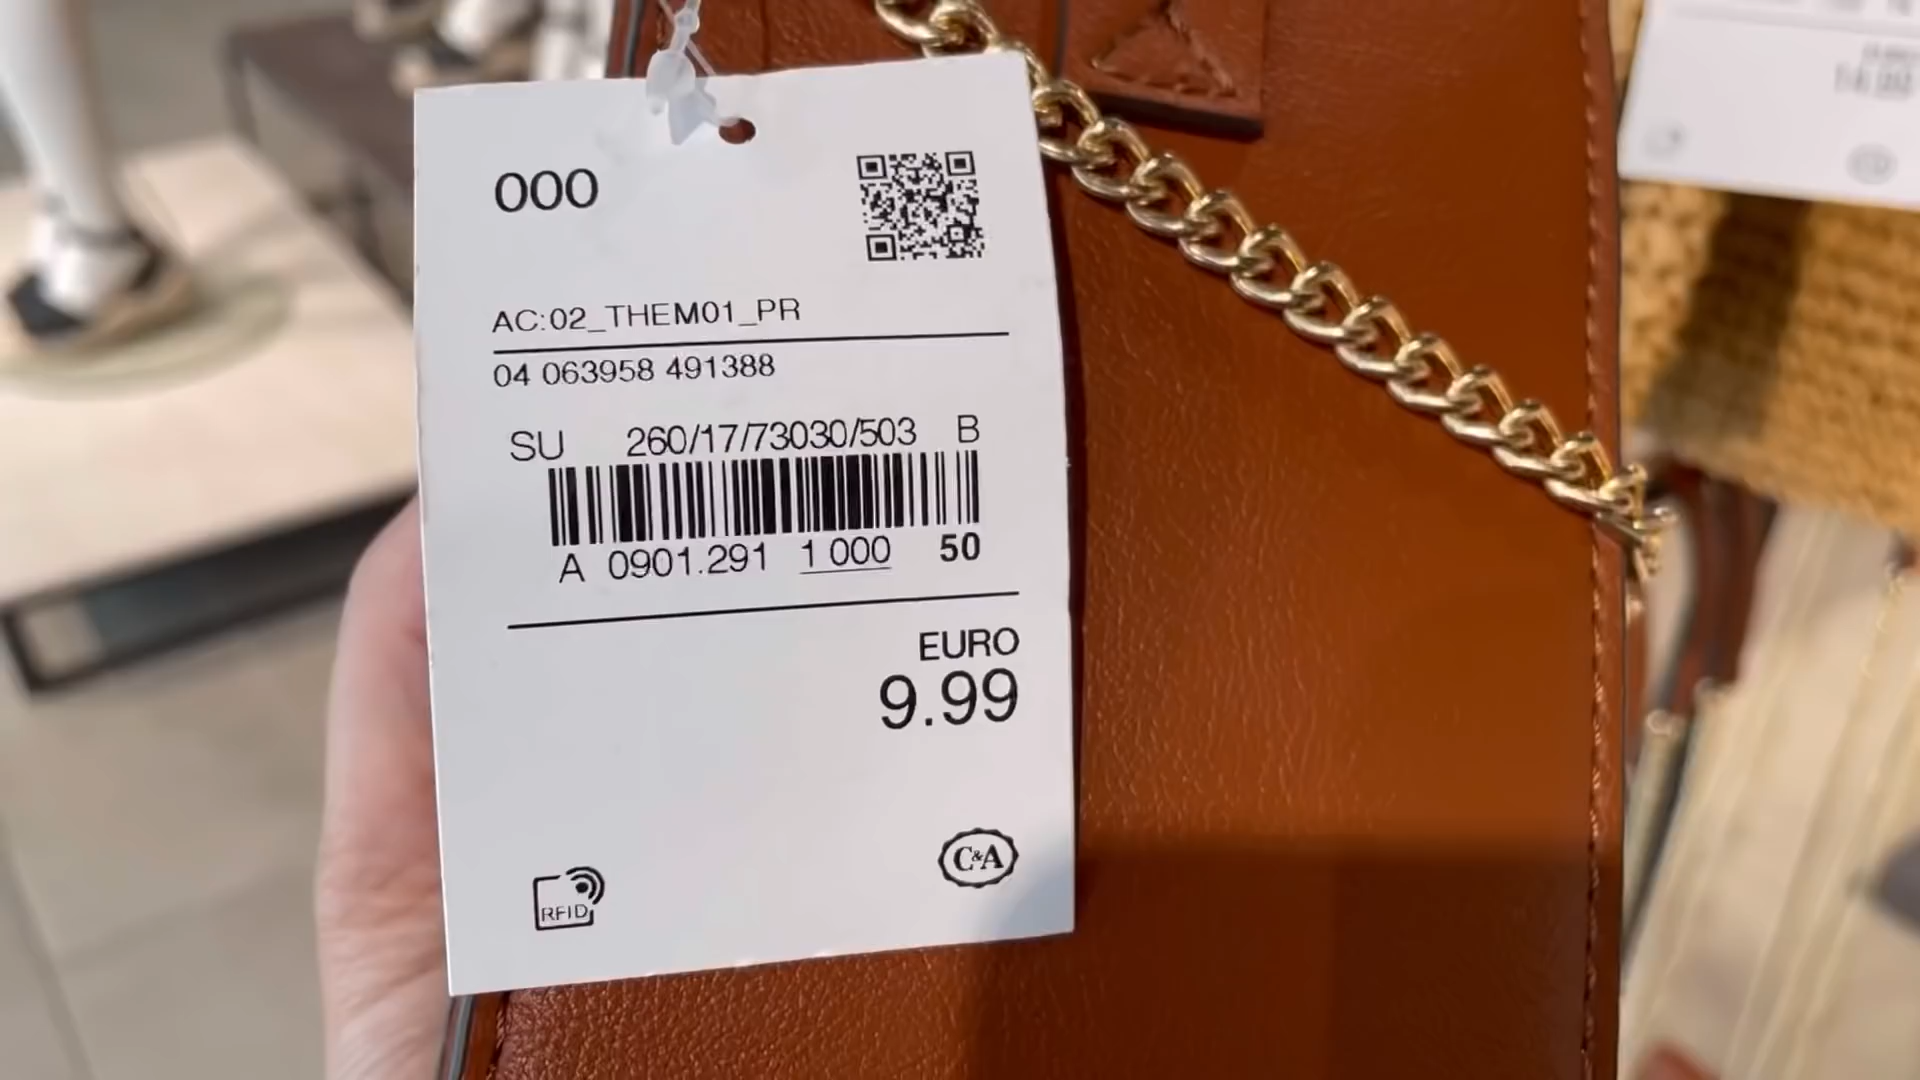 000
AC:02_THEM01_PR
04 063958 491388
SU 260/17/73030/503 B
A 0901.291 1 000 50
EURO
9.99
RFID
C&A